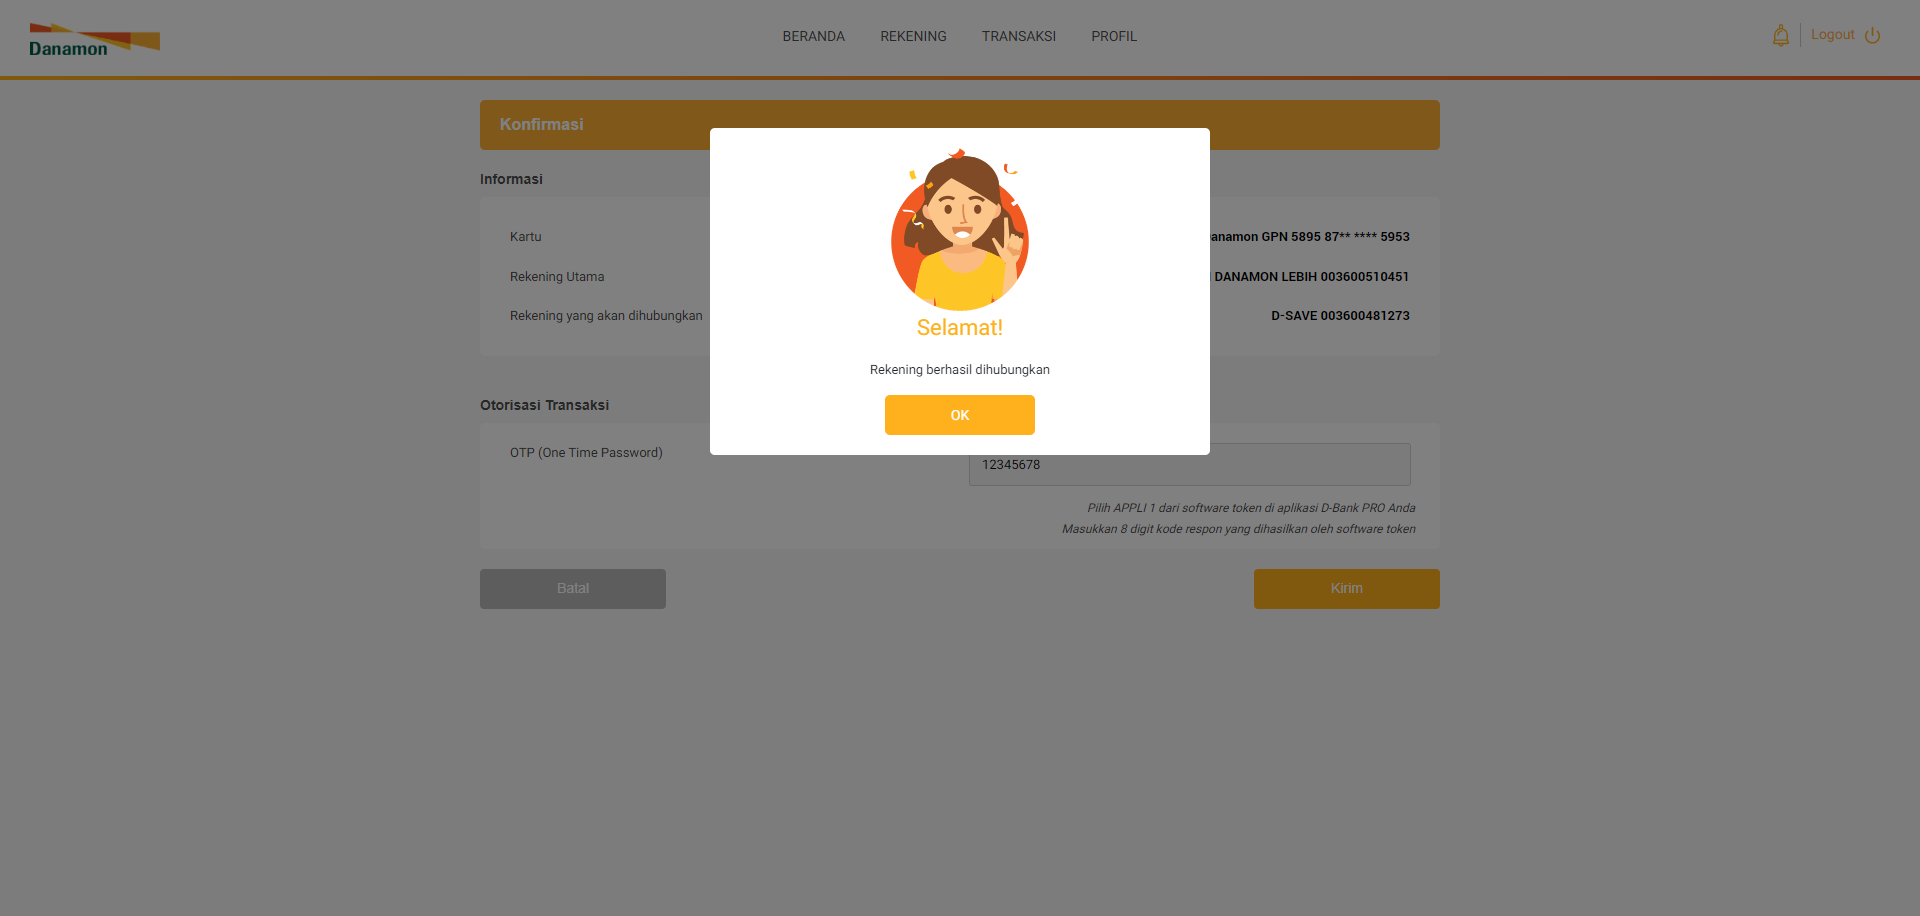 Danamon
BERANDA REKENING TRANSAKSI PROFIL
Logout
Konfirmasi
Informasi
Kartu
anamon GPN 5895 87** **** 5953
Rekening Utama
DANAMON LEBIH 003600510451
Rekening yang akan dihubungkan
D-SAVE 003600481273
Selamat!
Rekening berhasil dihubungkan
OK
Otorisasi Transaksi
OTP (One Time Password)
12345678
Pilih APPLI 1 dari software token di aplikasi D-Bank PRO Anda
Masukkan 8 digit kode respon yang dihasilkan oleh software token
Batal
Kirim